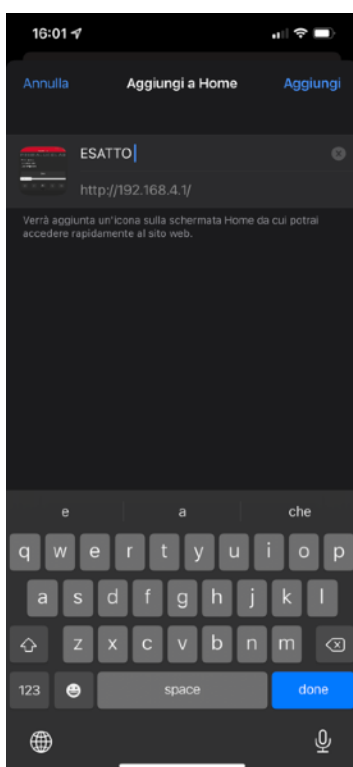 16:01
Annulla Aggiungi a Home Aggiungi
ESATTO
http://192.168.4.1/
Verrà aggiunta un'icona sulla schermata Home da cui potrai
accedere rapidamente al sito web.
e a che
q w e r t y u i o p
a s d f g h j k l
z x c v b n m
123 space done